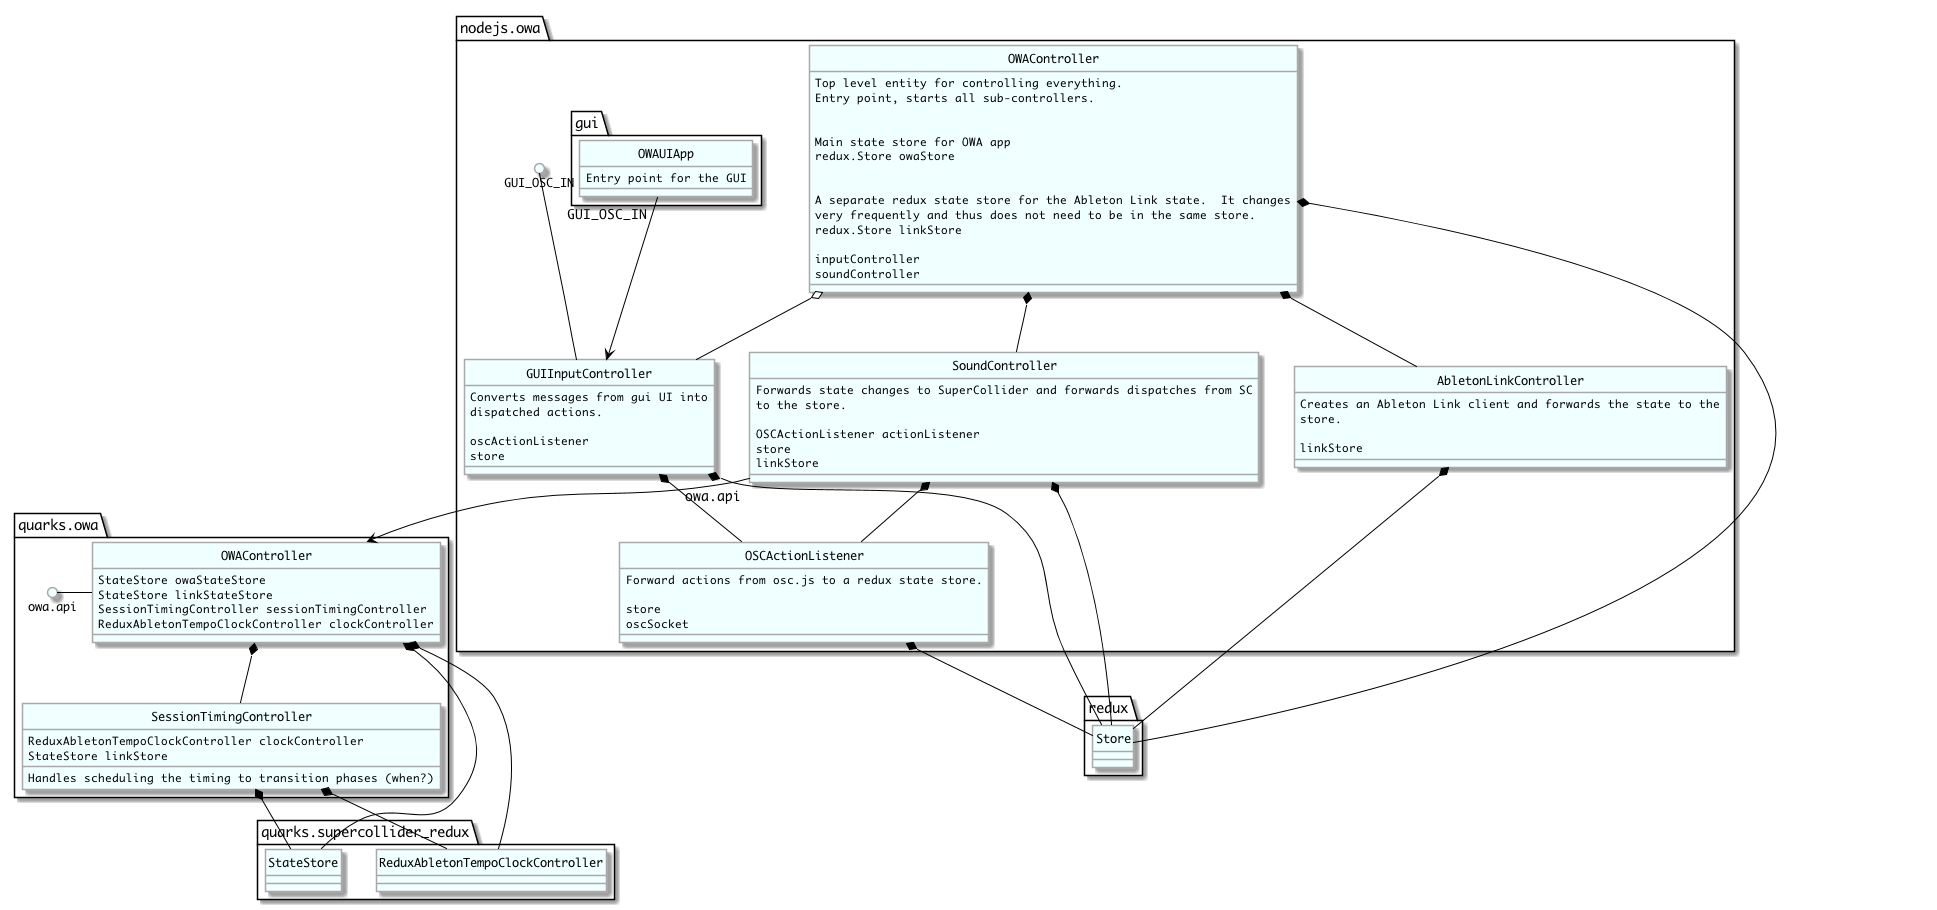 nodejs.owa
OWAController
Top level entity for controlling everything.
Entry point, starts all sub-controllers.
Main state store for OWA app
redux.Store owaStore
A separate redux state store for the Ableton Link state.  It changes
very frequently and thus does not need to be in the same store.
redux.Store linkStore
inputController
soundController
gui
OWAUIApp
Entry point for the GUI
GUI_OSC_IN
GUI_OSC_IN
GUIInputController
Converts messages from gui UI into
dispatched actions.
oscActionListener
store
SoundController
Forwards state changes to SuperCollider and forwards dispatches from SC
to the store.
OSCActionListener actionListener
store
linkStore
AbletonLinkController
Creates an Ableton Link client and forwards the state to the
store.
linkStore
owa.api
quarks.owa
OWAController
StateStore owaStateStore
StateStore linkStateStore
SessionTimingController sessionTimingController
ReduxAbletonTempoClockController clockController
owa.api
OSCActionListener
Forward actions from osc.js to a redux state store.
store
oscSocket
SessionTimingController
ReduxAbletonTempoClockController clockController
StateStore linkStore
Handles scheduling the timing to transition phases (when?)
redux
Store
quarks.supercollider_redux
StateStore
ReduxAbletonTempoClockController